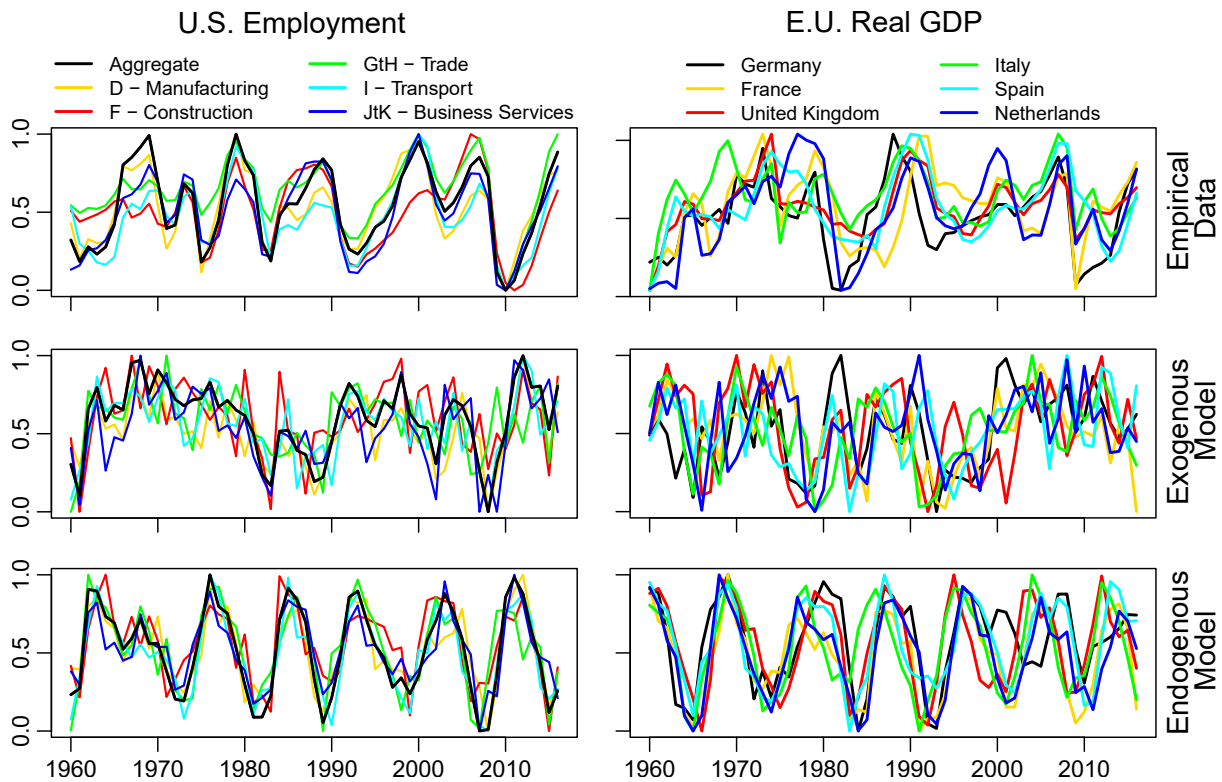 U.S. Employment
E.U. Real GDP
Aggregate
D − Manufacturing
F − Construction
GtH − Trade
I − Transport
JtK − Business Services
Germany
France
United Kingdom
Italy
Spain
Netherlands
0.0 0.5 1.0
Empirical
Data
0.0 0.5 1.0
Exogenous
Model
0.0 0.5 1.0
Endogenous
Model
1960 1970 1980 1990 2000 2010
1960 1970 1980 1990 2000 2010